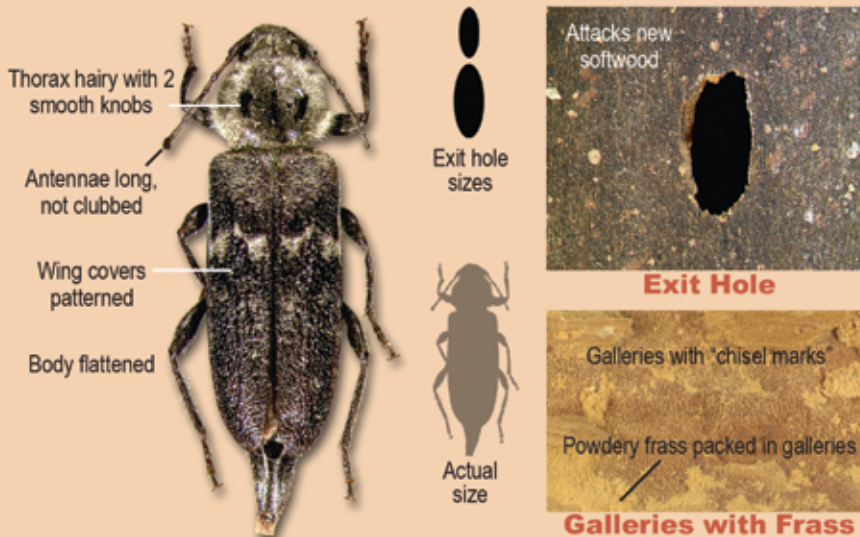 Thorax hairy with 2
smooth knobs
Antennae long,
not clubbed
Wing covers
patterned
Body flattened
Exit hole
sizes
Actual
size
Attacks new
softwood
Exit Hole
Galleries with “chisel marks”
Powdery frass packed in galleries
Galleries with Frass